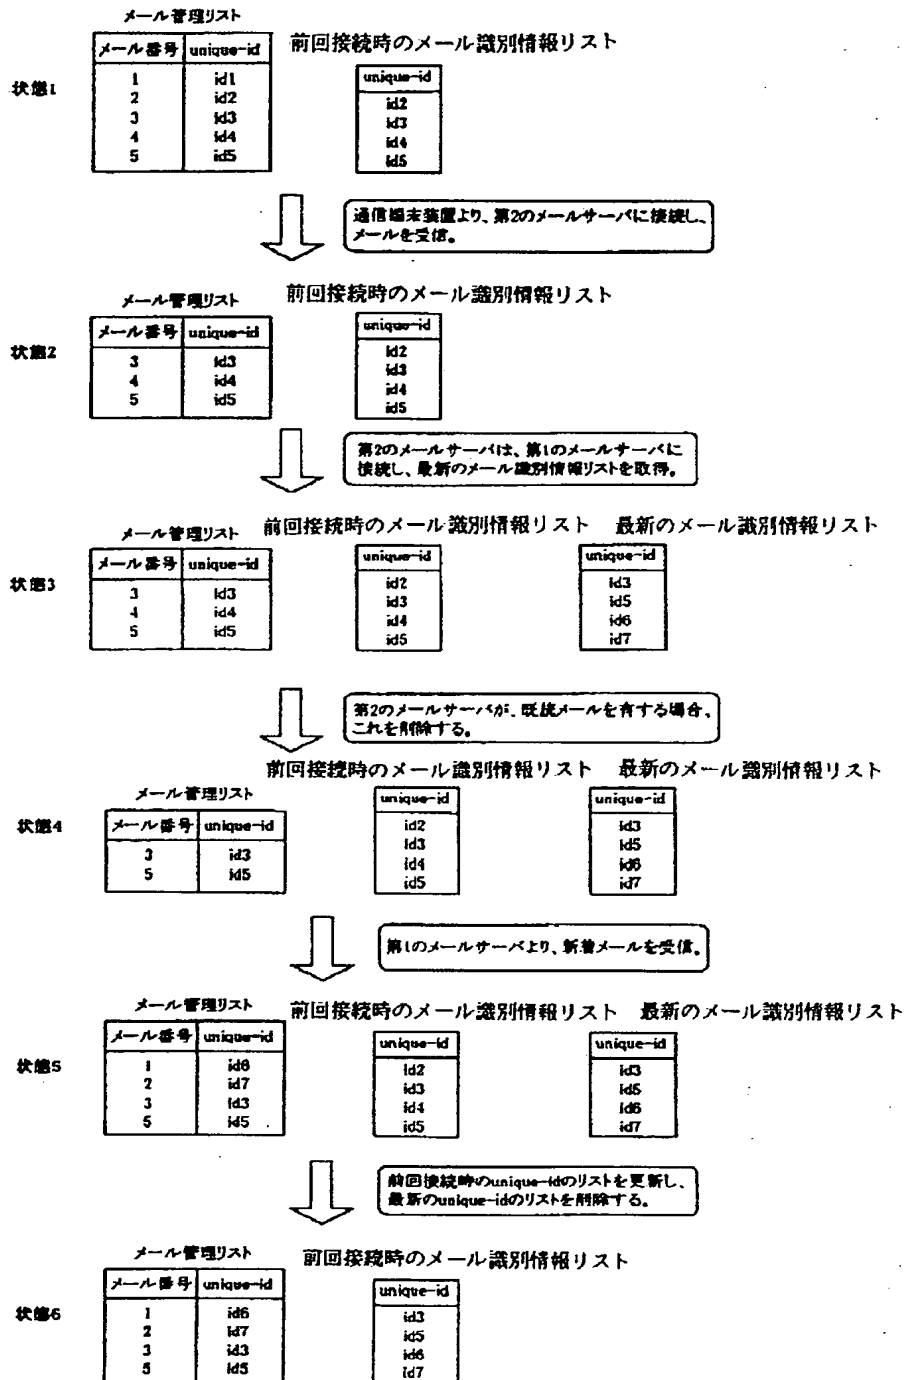 メール管理リスト
前回接続時のメール識別情報リスト
メール番号 unique-id
unique-id
状態1
1 id1
2 id2
3 id3
4 id4
5 id5
id2
id3
id4
id5
通信端末装置より、第2のメールサーバに接続し、
メールを受信。
メール管理リスト
前回接続時のメール識別情報リスト
メール番号 unique-id
unique-id
状態2
3 id3
4 id4
5 id5
id2
id3
id4
id5
第2のメールサーバは、第1のメールサーバに
接続し、最新のメール識別情報リストを取得。
メール管理リスト
前回接続時のメール識別情報リスト
最新のメール識別情報リスト
メール番号 unique-id
unique-id
unique-id
状態3
3 id3
4 id4
5 id5
id2
id3
id4
id5
id3
id5
id6
id7
第2のメールサーバが、既読メールを有する場合、
これを削除する。
前回接続時のメール識別情報リスト
最新のメール識別情報リスト
メール管理リスト
メール番号 unique-id
unique-id
unique-id
状態4
3 id3
5 id5
id2
id3
id4
id5
id3
id5
id6
id7
第1のメールサーバより、新着メールを受信。
メール管理リスト
前回接続時のメール識別情報リスト
最新のメール識別情報リスト
メール番号 unique-id
unique-id
unique-id
状態5
1 id6
2 id7
3 id3
5 id5
id2
id3
id4
id5
id3
id5
id6
id7
前回接続時のunique-idのリストを更新し、
最新のunique-idのリストを削除する。
メール管理リスト
前回接続時のメール識別情報リスト
メール番号 unique-id
unique-id
状態6
1 id6
2 id7
3 id3
5 id5
id3
id5
id6
id7